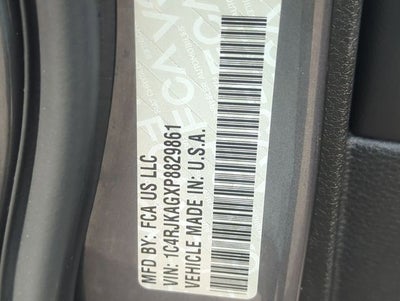 MFD BY: FCA US LLC
VIN: 1C4RJKAGXP8829861
VEHICLE MADE IN: U.S.A.